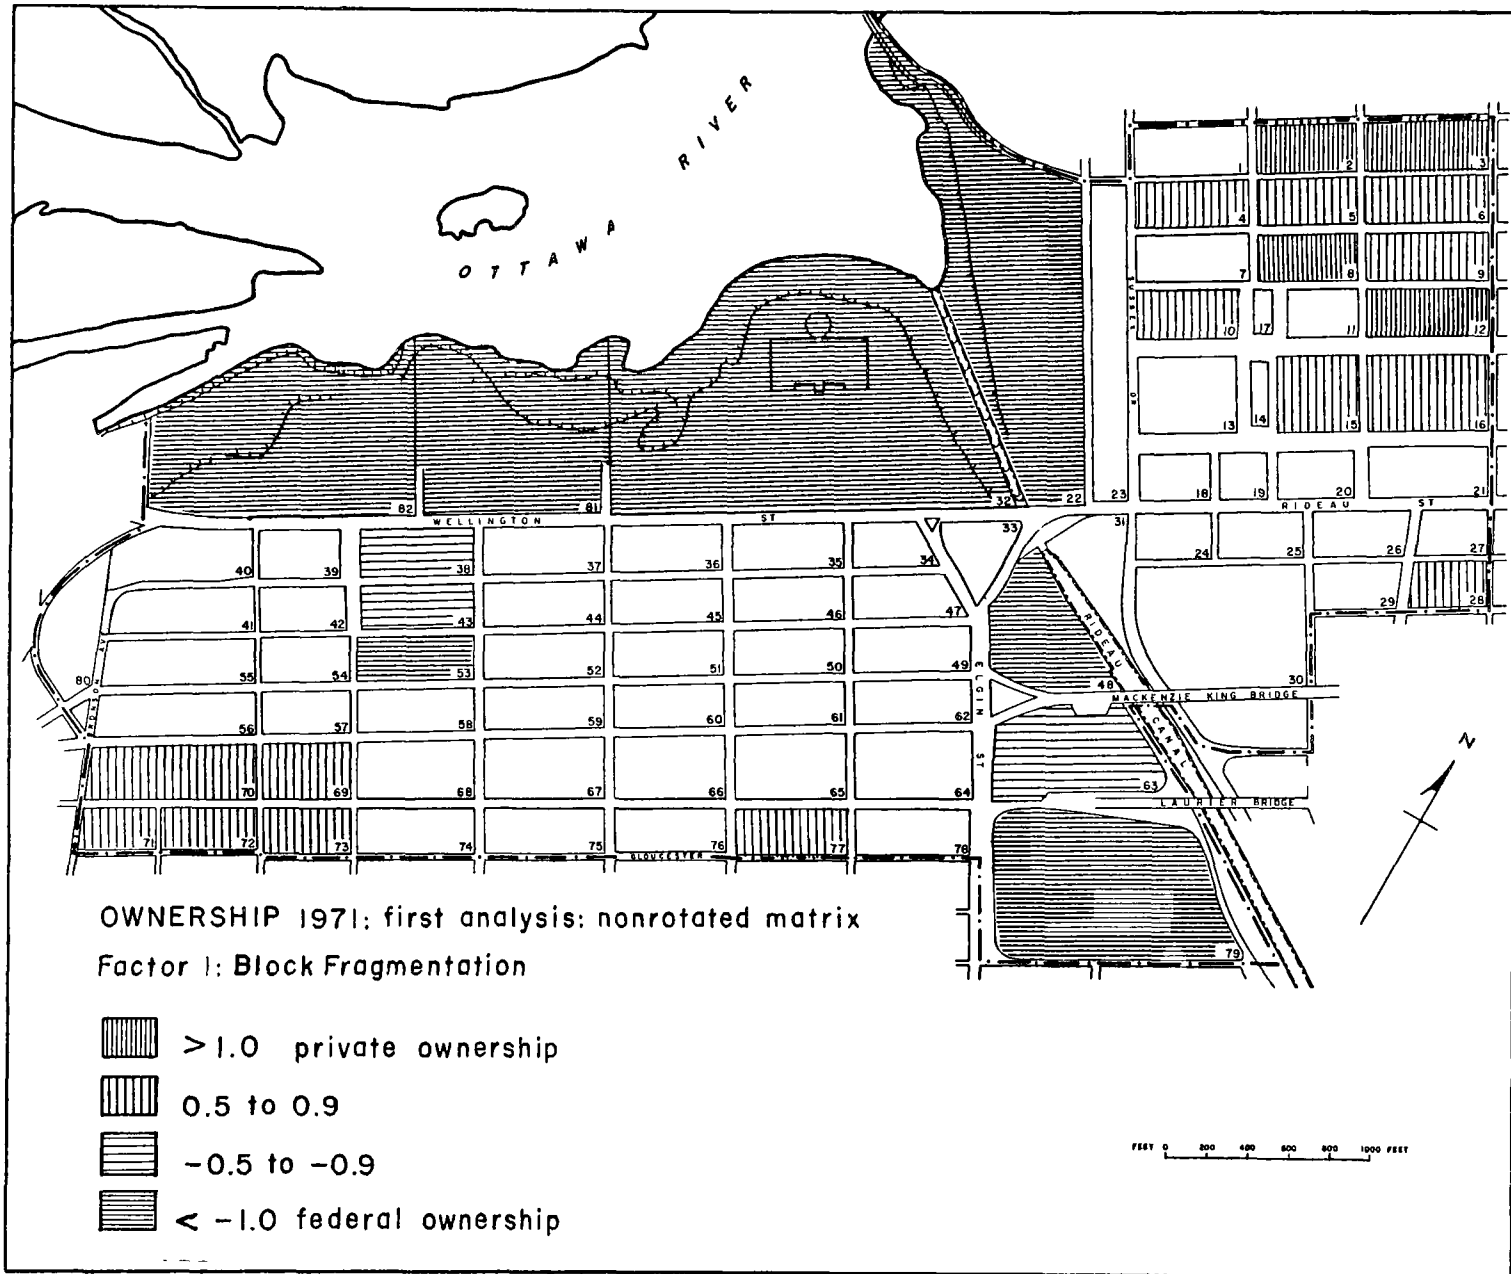 OTTAWA RIVER
1 2 3
4 5 6
7 8 9
10 17 11 12
SUSSEX DR
13 14 15 16
82 81 32 22 23 18 19 20 21
WELLINGTON ST
RIDEAU ST
40 39 38 37 36 35 34 33 31 24 25 26 27
41 42 43 44 45 46 47 29 28
RIDEAU CANAL
55 54 53 52 51 50 49
ELGIN ST
80
48
30
MACKENZIE KING BRIDGE
56 57 58 59 60 61 62
BRONSON AV
N
70 69 68 67 66 65 64 63
LAURIER BRIDGE
71 72 73 74 75 76 77 78
GLOUCESTER
79
OWNERSHIP 1971: first analysis: nonrotated matrix
Factor 1: Block Fragmentation
> 1.0 private ownership
0.5 to 0.9
-0.5 to -0.9
< -1.0 federal ownership
FEET 0 200 400 600 800 1000 FEET